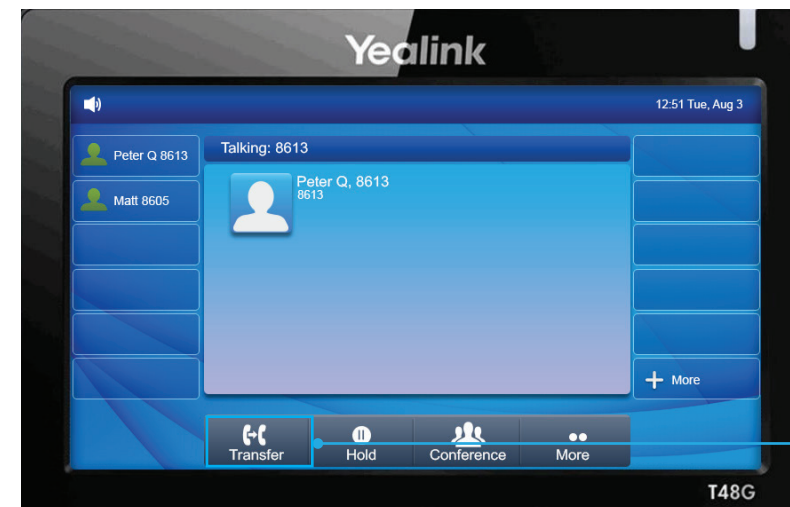 Yealink
12:51 Tue, Aug 3
Peter Q 8613
Matt 8605
Talking: 8613
Peter Q, 8613
8613
More
Transfer
Hold
Conference
More
T48G